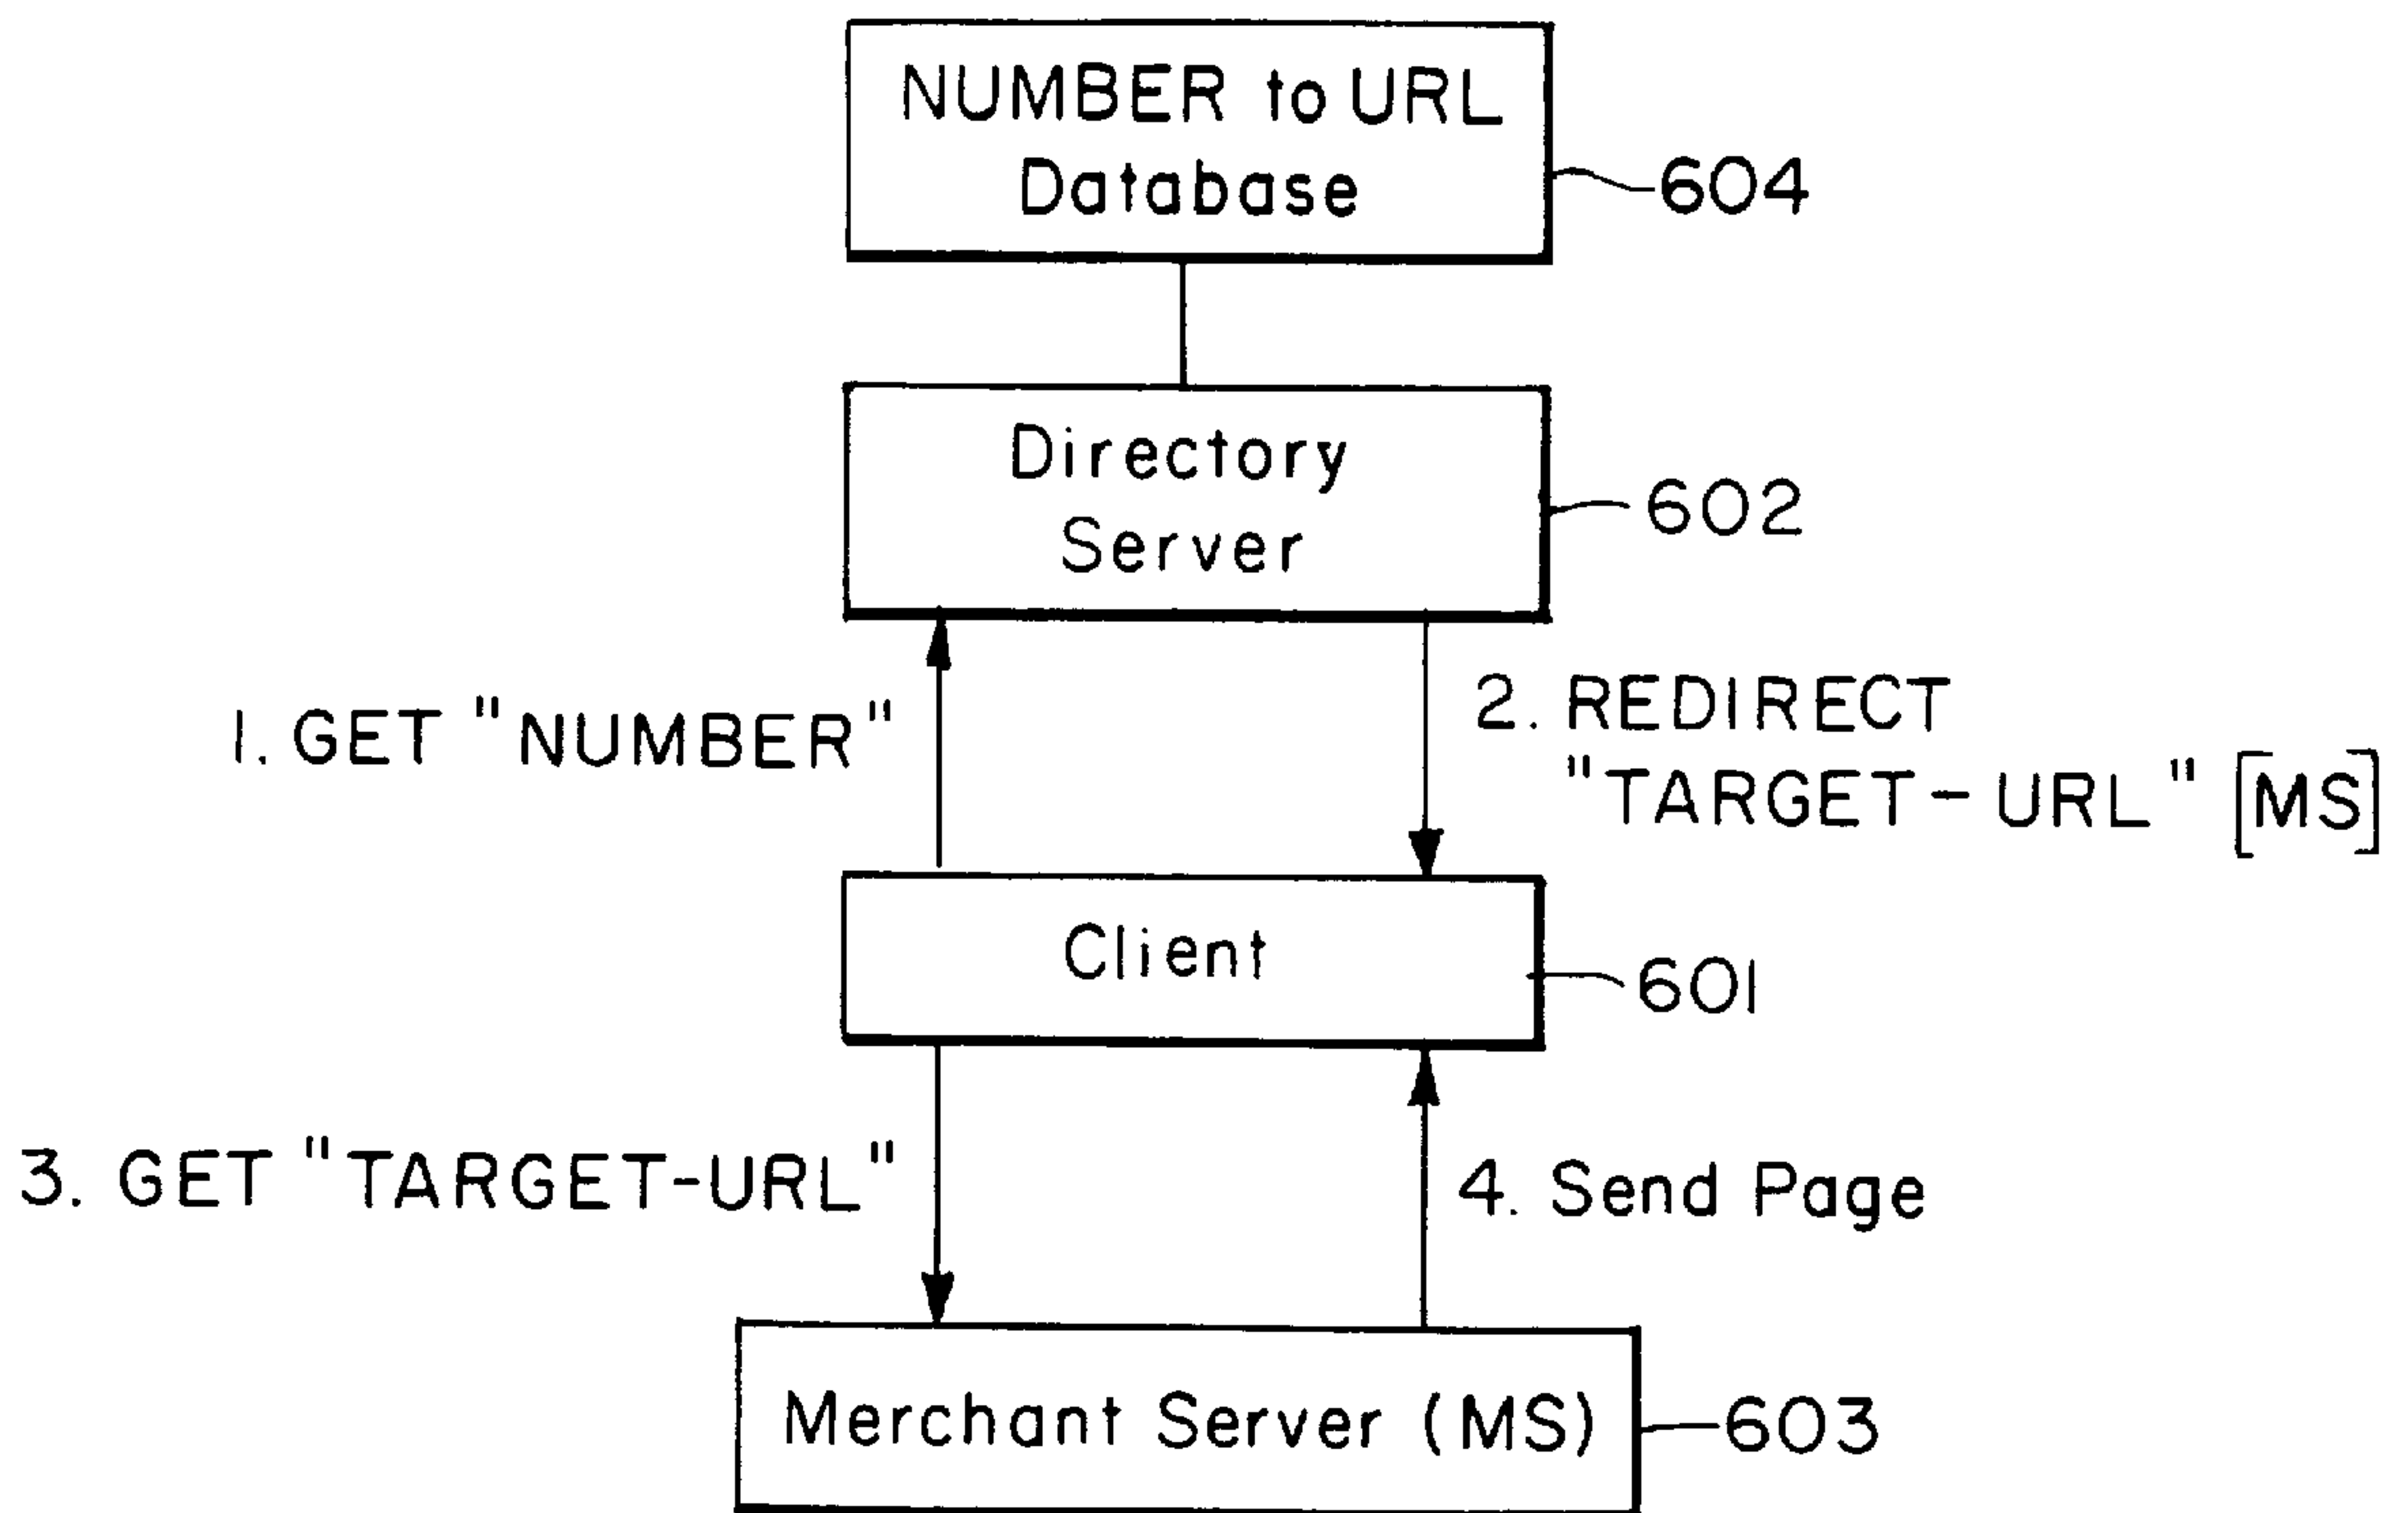 NUMBER to URL
Database
604
Directory
Server
602
1. GET "NUMBER"
2. REDIRECT
"TARGET-URL" [MS]
Client
601
3. GET "TARGET-URL"
4. Send Page
Merchant Server (MS)
603